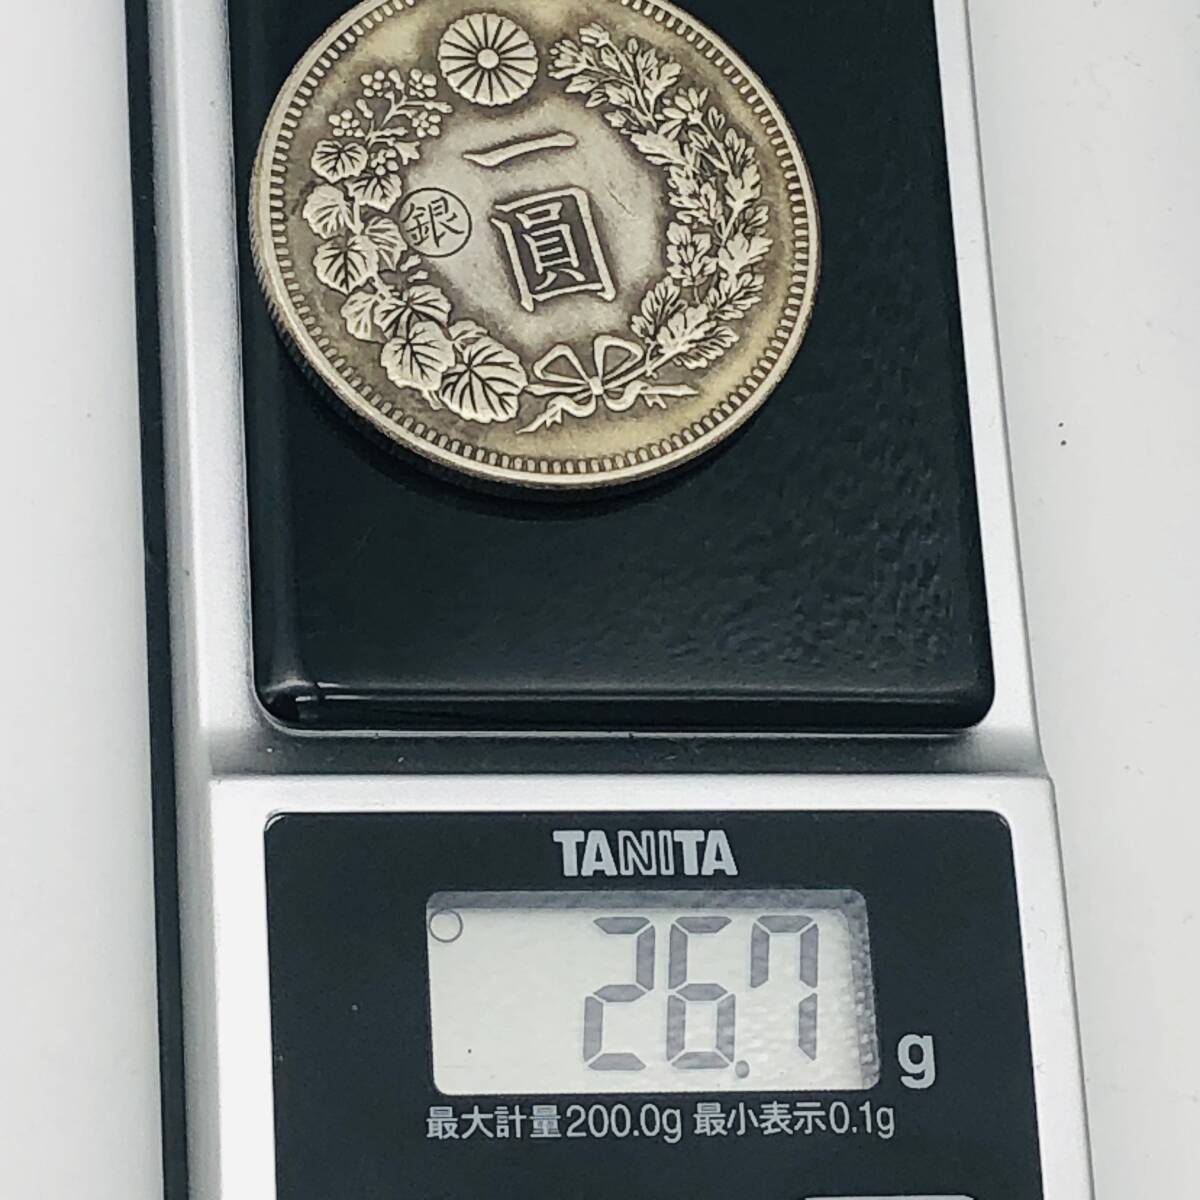 一
圓
銀
TANITA
26.7 g
最大計量200.0g 最小表示0.1g